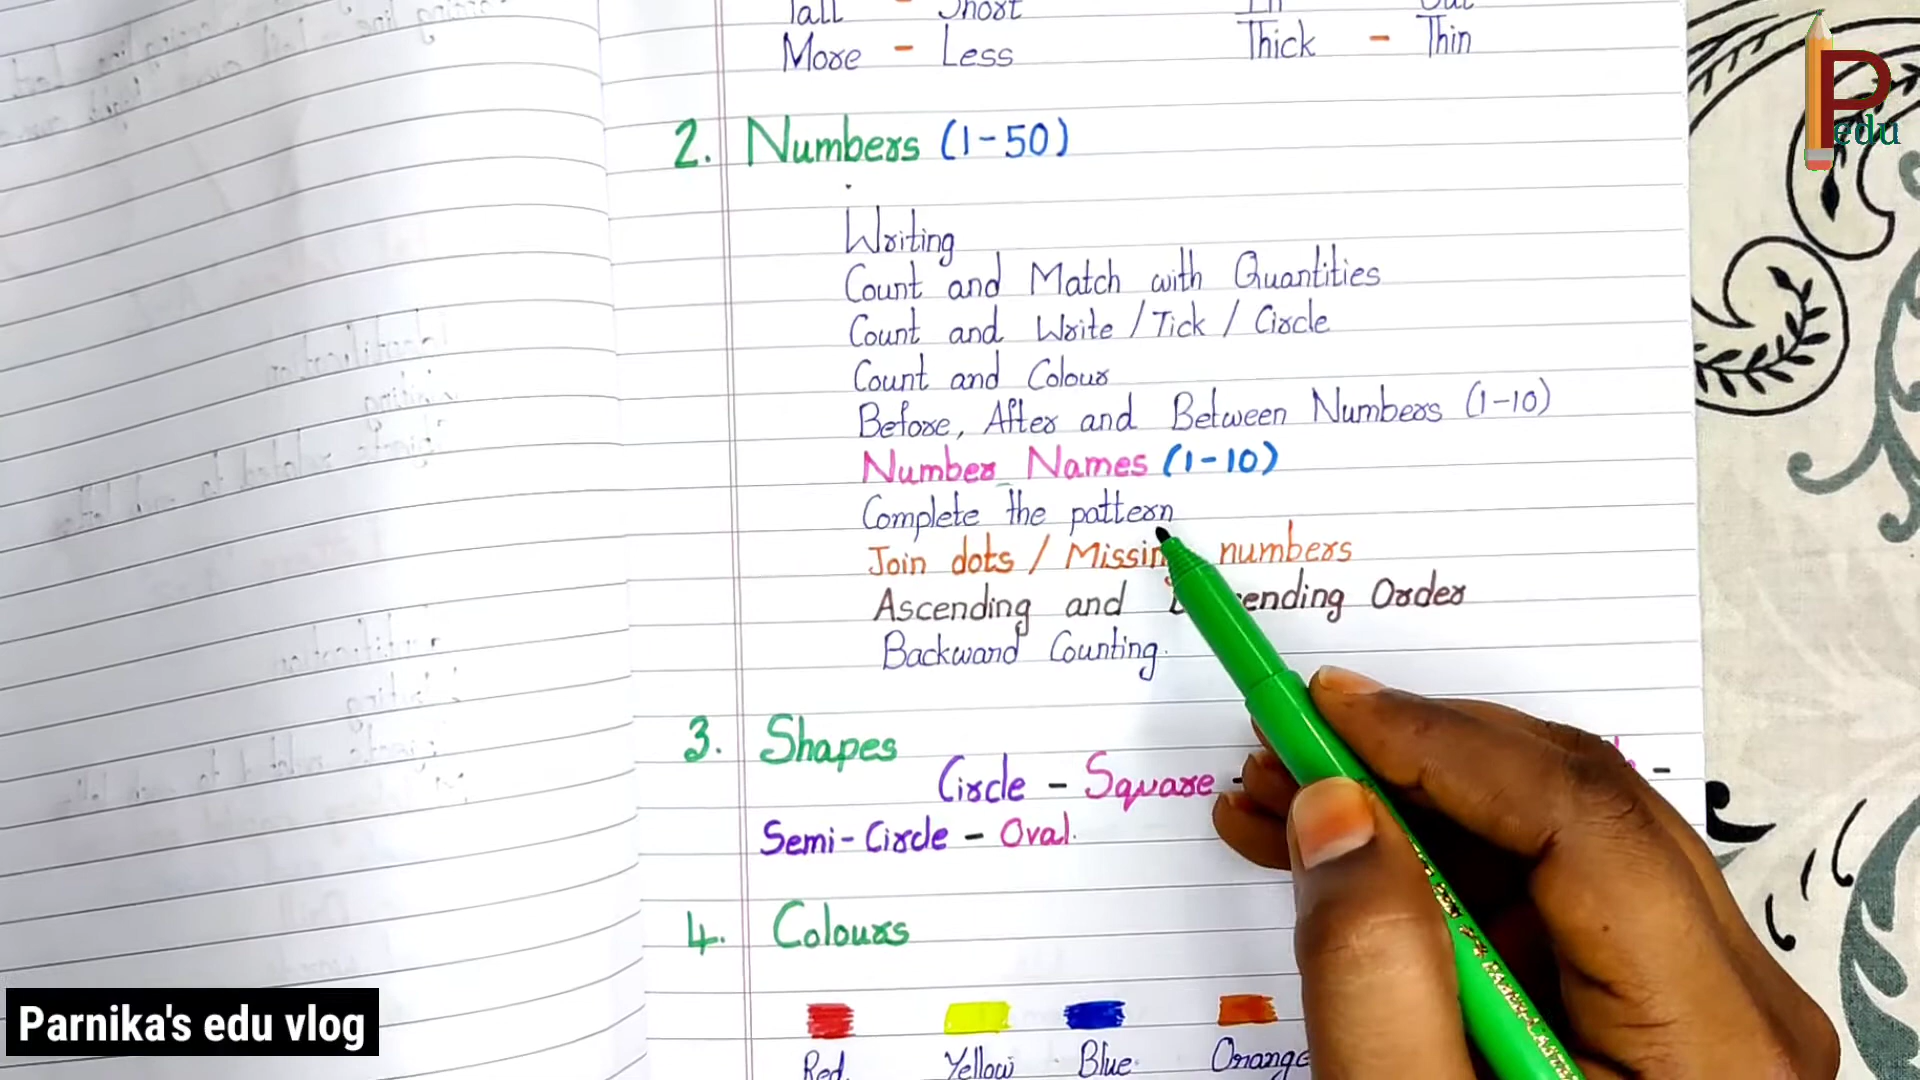 Tall - Short
More - Less Thick - Thin
2. Numbers (1-50)
Writing
Count and Match with Quantities
Count and Write / Tick / Circle
Count and Colour
Before, After and Between Numbers (1-10)
Number Names (1-10)
Complete the pattern
Join dots / Missin numbers
Ascending and ending Order
Backward Counting.
3. Shapes
Circle - Square -
Semi-Circle - Oval.
4. Colours
Red Yellow Blue Orange
P
edu
Parnika's edu vlog